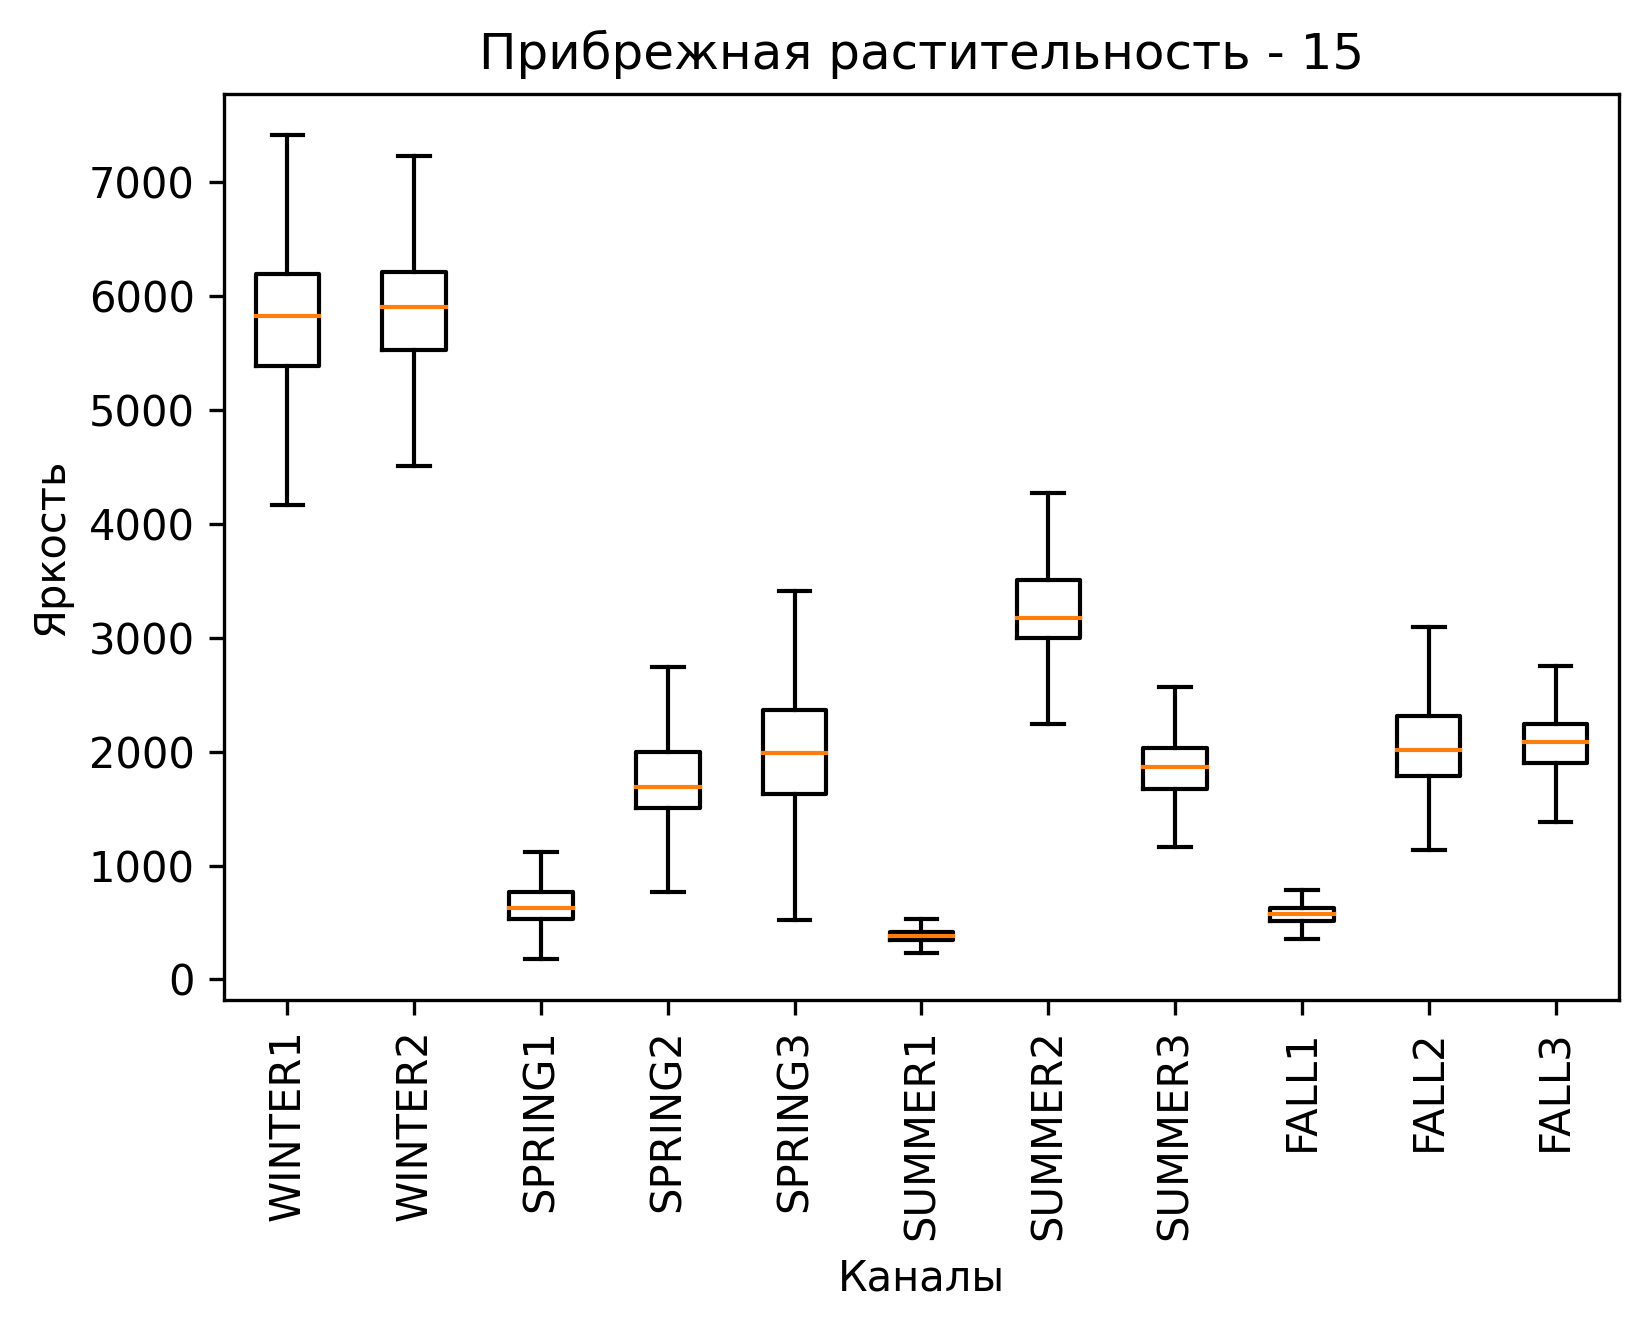 Прибрежная растительность - 15
Яркость
7000
6000
5000
4000
3000
2000
1000
0
WINTER1
WINTER2
SPRING1
SPRING2
SPRING3
SUMMER1
SUMMER2
SUMMER3
FALL1
FALL2
FALL3
Каналы